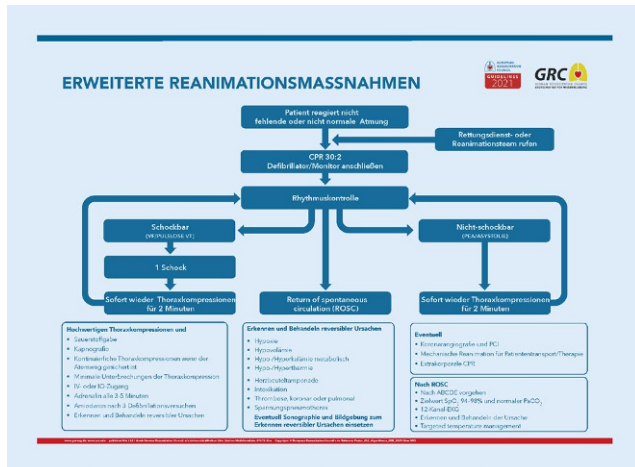 EUROPEAN
RESUSCITATION
COUNCIL
GUIDELINES
2021
GRC
ERWEITERTE REANIMATIONSMASSNAHMEN
Patient reagiert nicht
fehlende oder nicht normale Atmung
Rettungsdienst- oder
Reanimationsteam rufen
CPR 30:2
Defibrillator/Monitor anschließen
Rhythmuskontrolle
Schockbar
(VF/PULSLOSE VT)
Nicht-schockbar
(PEA/ASYSTOLIE)
1 Schock
Sofort wieder Thoraxkompressionen
für 2 Minuten
Return of spontaneous
circulation (ROSC)
Sofort wieder Thoraxkompressionen
für 2 Minuten
Hochwertigen Thoraxkompressionen und
• Sauerstoffgabe
• Kapnografie
• Kontinuierliche Thoraxkompressionen wenn der
Atemweg gesichert ist
• Minimale Unterbrechungen der Thoraxkompression
• IV- oder IO-Zugang
• Adrenalin alle 3-5 Minuten
• Amiodaron nach 3 Defibrillationsversuchen
• Erkennen und Behandeln reversibler Ursachen
Erkennen und Behandeln reversibler Ursachen
• Hypoxie
• Hypovolämie
• Hypo-/Hyperkaliämie metabolisch
• Hypo-/Hyperthermie
• Herzbeuteltamponade
• Intoxikation
• Thrombose, koronar oder pulmonal
• Spannungspneumothorax
Eventuell Sonographie und Bildgebung zum
Erkennen reversibler Ursachen einsetzen
Eventuell
• Koronarangiografie und PCI
• Mechanische Reanimation für Patiententransport/Therapie
• Extrakorporale CPR
Nach ROSC
• Nach ABCDE vorgehen
• Zielwert SpO₂ 94-98% und normaler PaCO₂
• 12-Kanal-EKG
• Erkennen und Behandeln der Ursache
• Targeted temperature management